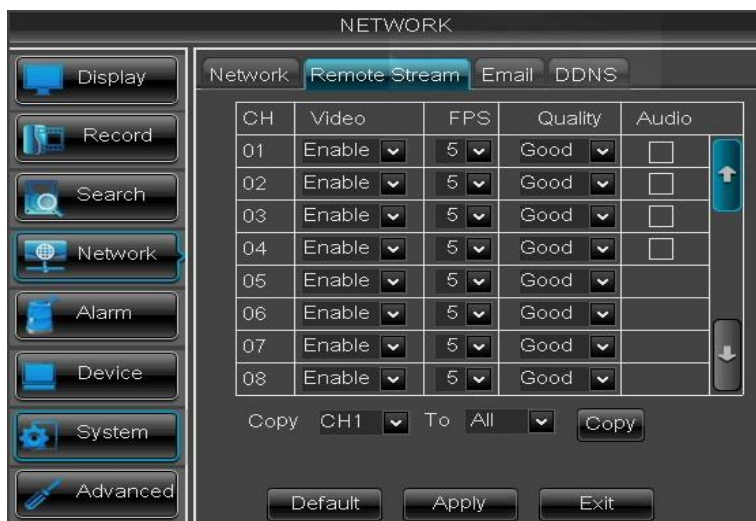 NETWORK
Display
Record
Search
Network
Alarm
Device
System
Advanced
Network Remote Stream Email DDNS
CH Video FPS Quality Audio
01 Enable 5 Good
02 Enable 5 Good
03 Enable 5 Good
04 Enable 5 Good
05 Enable 5 Good
06 Enable 5 Good
07 Enable 5 Good
08 Enable 5 Good
Copy CH1 To All Copy
Default Apply Exit